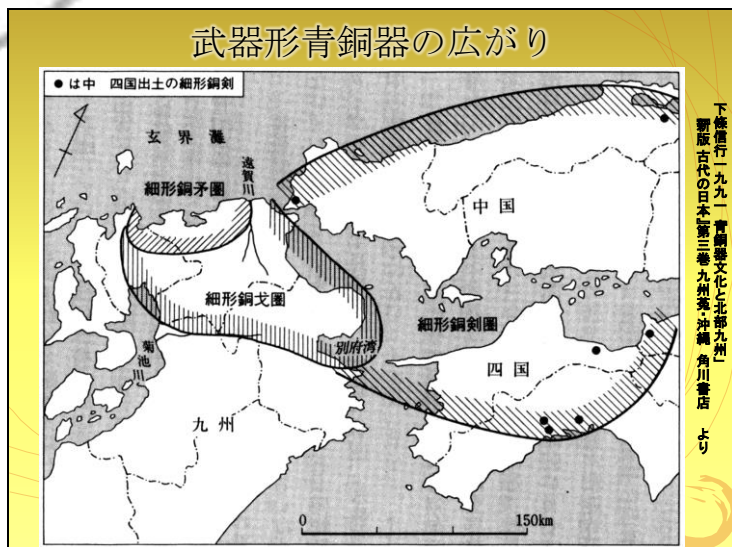 武器形青銅器の広がり
●は中 四国出土の細形銅剣
玄界灘
遠賀川
細形銅矛圏
中国
細形銅戈圏
細形銅剣圏
別府湾
菊池川
四国
九州
0 150km
下條信行一九九一 青銅器文化と北部九州」
『新版古代の日本』第三巻 九州・沖縄 角川書店 より